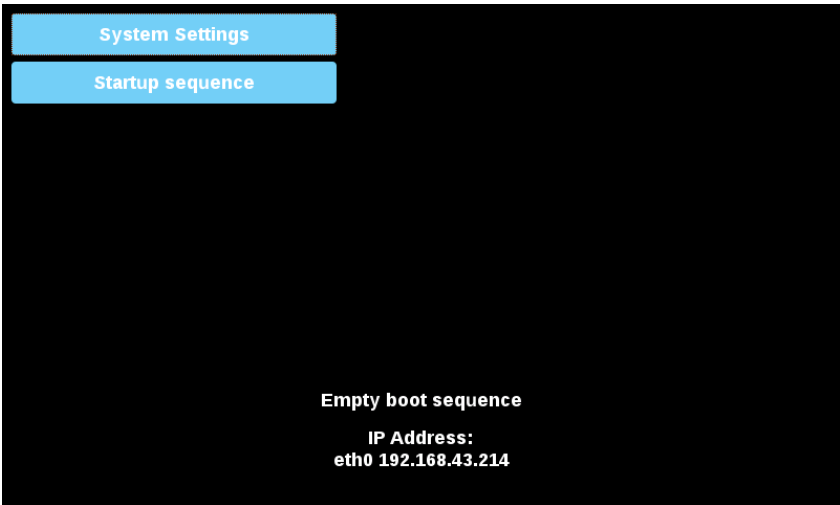 System Settings
Startup sequence
Empty boot sequence
IP Address:
eth0 192.168.43.214